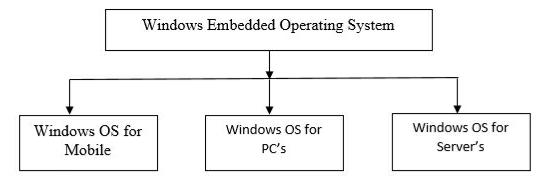 Windows Embedded Operating System
Windows OS for
Mobile
Windows OS for
PC's
Windows OS for
Server's